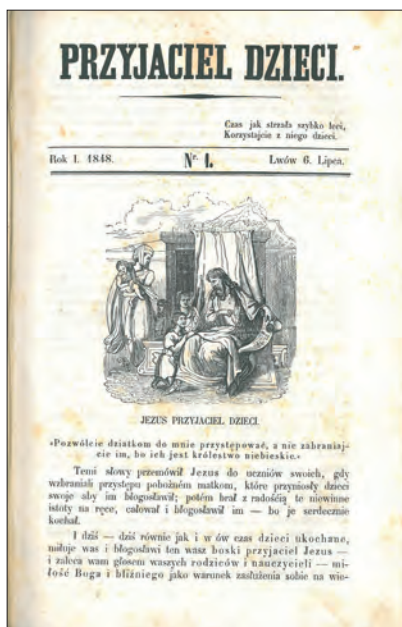 PRZYJACIEL DZIECI.
Czas jak strzała szybko leci,
Korzystajcie z niego dzieci.
Rok I. 1848.
Nr. 1.
Lwów 6. Lipca.
JEZUS PRZYJACIEL DZIECI.
»Pozwólcie dziatkom do mnie przystępować, a nie zabraniaj-
cie im, bo ich jest królestwo niebieskie.«
Temi słowy przemówił Jezus do uczniów swoich, gdy
wzbraniali przystępu pobożném matkom, które przyniosły dzieci
swoje aby im błogosławił; potém brał z radością te niewinne
istoty na ręce, całował i błogosławił im — bo je serdecznie
kochał.
I dziś — dziś równie jak i w ów czas dzieci ukochane,
miłuje was i błogosławi ten wasz boski przyjaciel Jezus —
i zaleca wam głosem waszych rodziców i nauczycieli — mi-
łość Boga i bliźniego jako warunek zasłużenia sobie na wie-